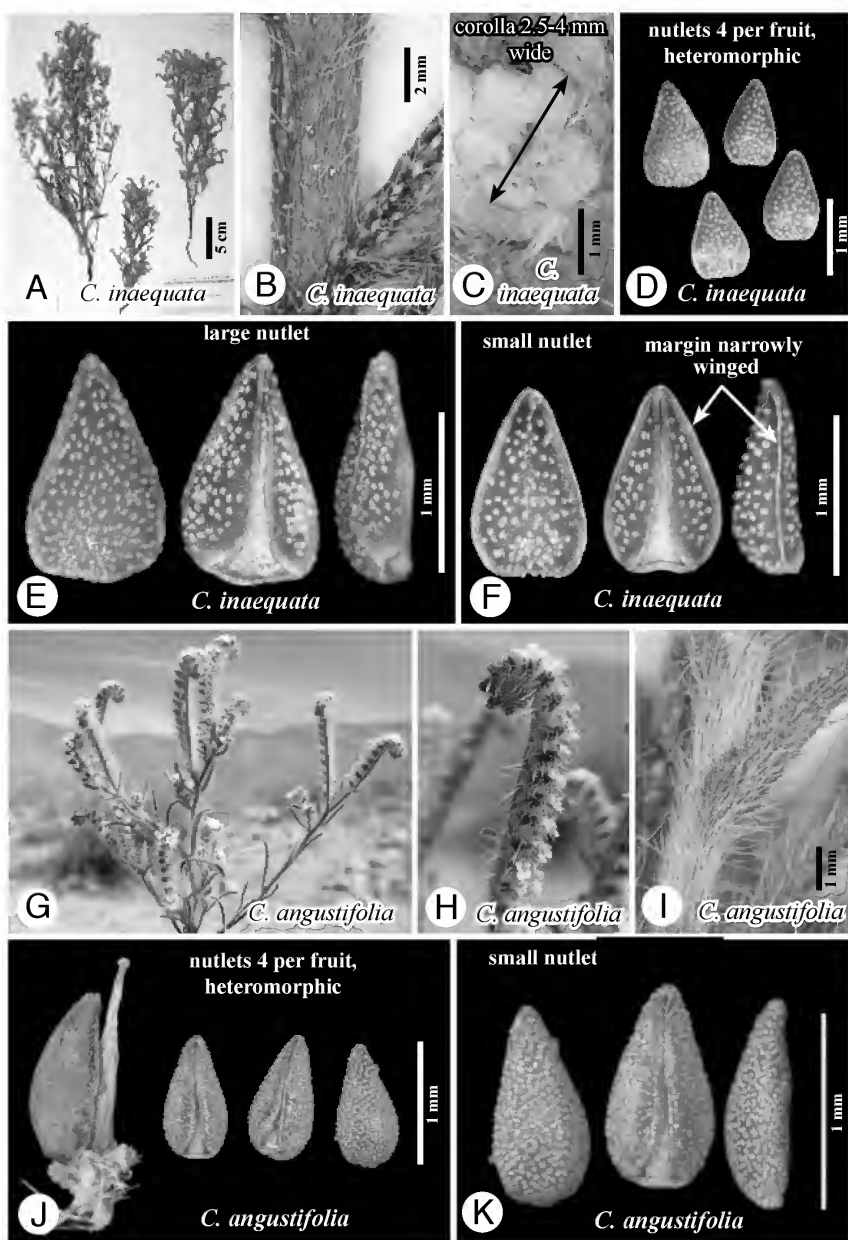 A
C. inaequata
5 cm
B
C. inaequata
2 mm
corolla 2.5-4 mm
wide
C
1 mm
C.
inaequata
nutlets 4 per fruit,
heteromorphic
1 mm
D
C. inaequata
large nutlet
1 mm
E
C. inaequata
small nutlet
margin narrowly
winged
1 mm
F
C. inaequata
G
C. angustifolia
H
C. angustifolia
I
1 mm
C. angustifolia
nutlets 4 per fruit,
heteromorphic
1 mm
J
C. angustifolia
small nutlet
1 mm
K
C. angustifolia